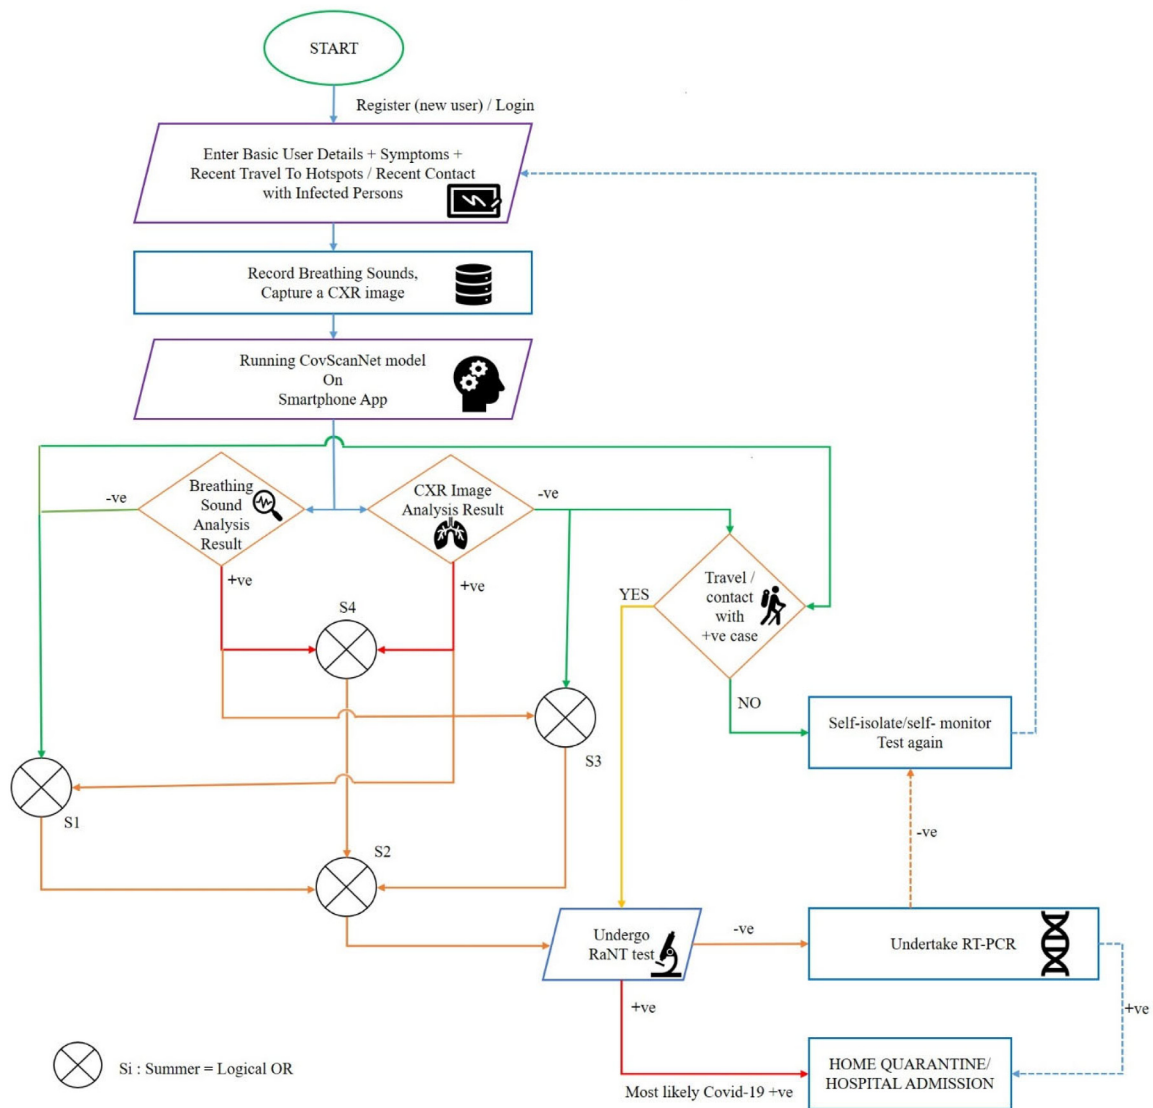 START
Register (new user) / Login
Enter Basic User Details + Symptoms +
Recent Travel To Hotspots / Recent Contact
with Infected Persons
Record Breathing Sounds,
Capture a CXR image
Running CovScanNet model
On
Smartphone App
-ve
Breathing
Sound
Analysis
Result
CXR Image
Analysis Result
-ve
+ve
+ve
S4
YES
Travel /
contact
with
+ve case
NO
Self-isolate/self- monitor
Test again
S3
S1
S2
-ve
Undergo
RaNT test
-ve
Undertake RT-PCR
+ve
+ve
Si : Summer = Logical OR
HOME QUARANTINE/
HOSPITAL ADMISSION
Most likely Covid-19 +ve